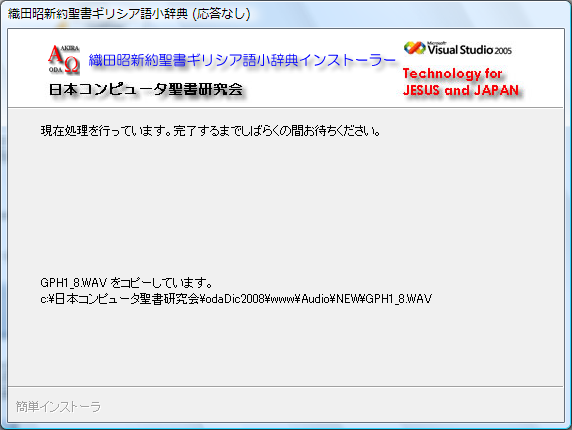 織田昭新約聖書ギリシア語小辞典 (応答なし)
AKIRA
ΑΩ
ODA
織田昭新約聖書ギリシア語小辞典インストーラー
日本コンピュータ聖書研究会
Microsoft
Visual Studio 2005
Technology for
JESUS and JAPAN
現在処理を行っています。完了するまでしばらくの間お待ちください。
GPH1_8.WAV をコピーしています。
c:¥日本コンピュータ聖書研究会¥odaDic2008¥www¥Audio¥NEW¥GPH1_8.WAV
簡単インストーラ